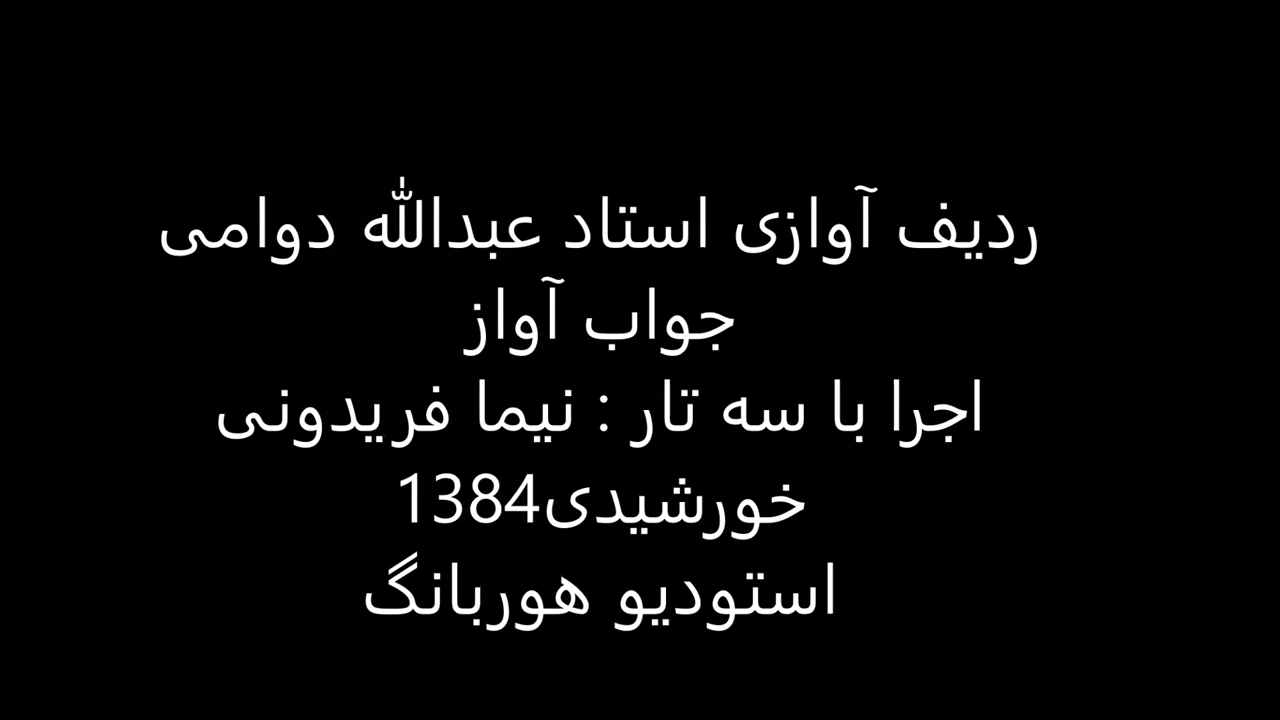 ردیف آوازی استاد عبدالله دوامی
جواب آواز
اجرا با سه تار : نیما فریدونی
خورشیدی1384
استودیو هوربانگ